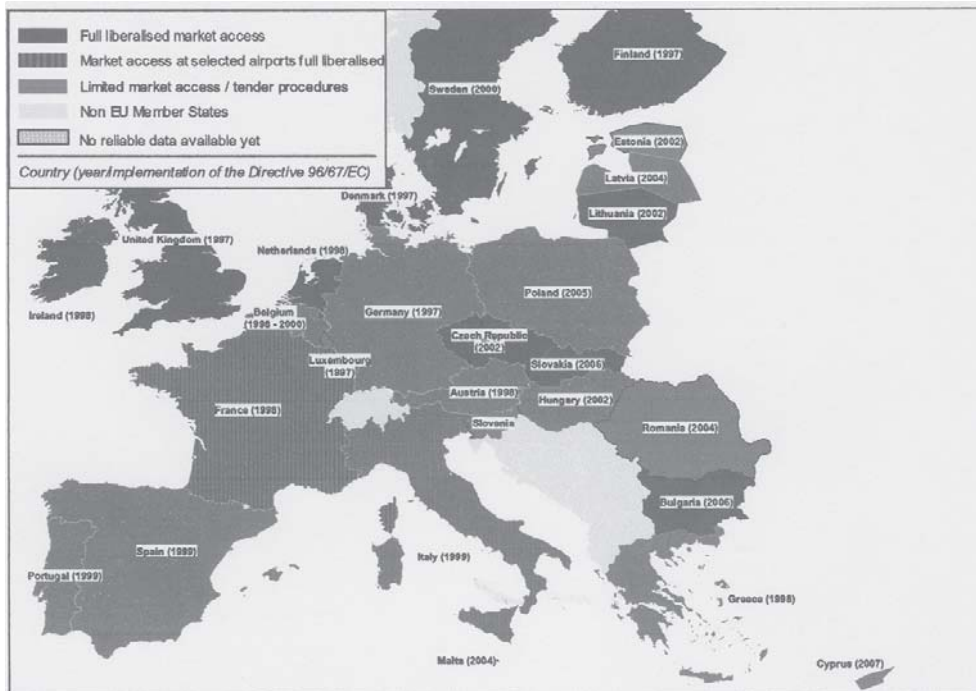 Full liberalised market access
Market access at selected airports full liberalised
Limited market access / tender procedures
Non EU Member States
No reliable data available yet
Country (year/implementation of the Directive 96/67/EC)
Finland (1997)
Sweden (2000)
Estonia (2002)
Latvia (2004)
Denmark (1997)
Lithuania (2002)
United Kingdom (1997)
Netherlands (1998)
Poland (2005)
Ireland (1998)
Belgium
(1998 - 2000)
Germany (1997)
Czech Republic
(2002)
Luxembourg
(1997)
Slovakia (2006)
Austria (1998)
Hungary (2002)
France (1998)
Slovenia
Romania (2004)
Bulgaria (2006)
Spain (1999)
Italy (1999)
Portugal (1999)
Greece (1998)
Malta (2004)
Cyprus (2007)